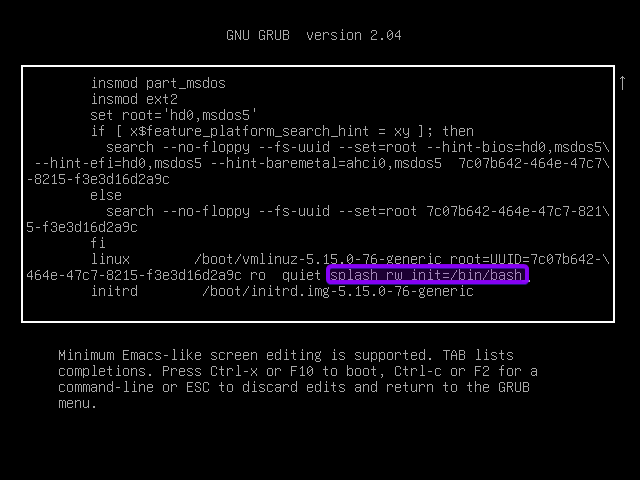 GNU GRUB  version 2.04
↑
insmod part_msdos
insmod ext2
set root='hd0,msdos5'
if [ x$feature_platform_search_hint = xy ]; then
search --no-floppy --fs-uuid --set=root --hint-bios=hd0,msdos5\
--hint-efi=hd0,msdos5 --hint-baremetal=ahci0,msdos5  7c07b642-464e-47c7\
-8215-f3e3d16d2a9c
else
search --no-floppy --fs-uuid --set=root 7c07b642-464e-47c7-821\
5-f3e3d16d2a9c
fi
linux        /boot/vmlinuz-5.15.0-76-generic root=UUID=7c07b642-\
464e-47c7-8215-f3e3d16d2a9c ro  quiet splash rw init=/bin/bash
initrd        /boot/initrd.img-5.15.0-76-generic
Minimum Emacs-like screen editing is supported. TAB lists
completions. Press Ctrl-x or F10 to boot, Ctrl-c or F2 for a
command-line or ESC to discard edits and return to the GRUB
menu.